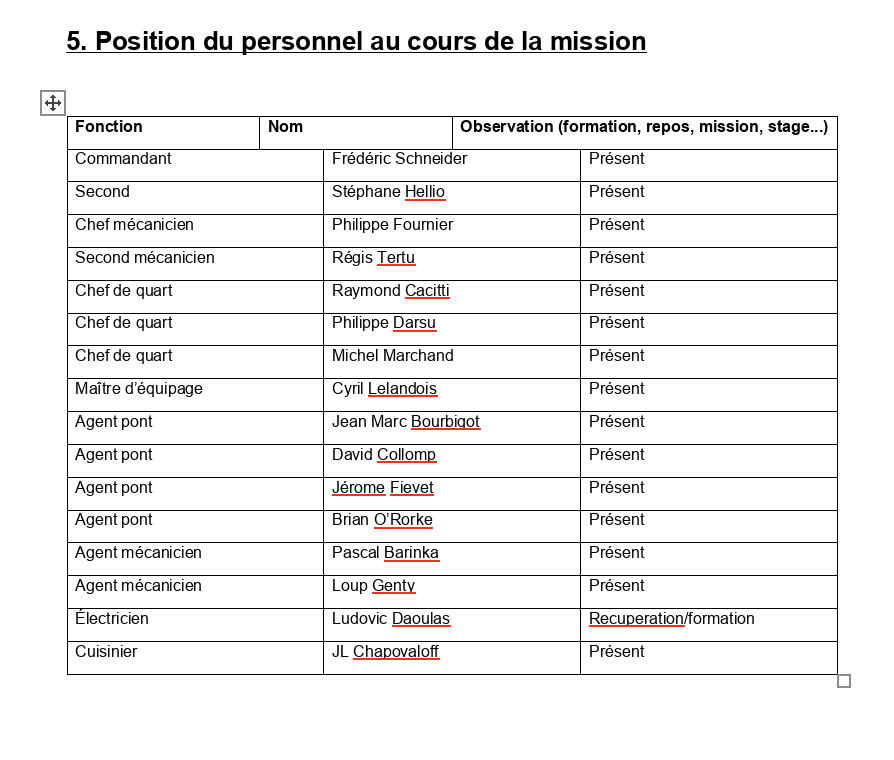 5. Position du personnel au cours de la mission
Fonction Nom Observation (formation, repos, mission, stage...)
Commandant Frédéric Schneider Présent
Second Stéphane Hellio Présent
Chef mécanicien Philippe Fournier Présent
Second mécanicien Régis Tertu Présent
Chef de quart Raymond Cacitti Présent
Chef de quart Philippe Darsu Présent
Chef de quart Michel Marchand Présent
Maître d’équipage Cyril Lelandois Présent
Agent pont Jean Marc Bourbigot Présent
Agent pont David Collomp Présent
Agent pont Jérome Fievet Présent
Agent pont Brian O’Rorke Présent
Agent mécanicien Pascal Barinka Présent
Agent mécanicien Loup Genty Présent
Électricien Ludovic Daoulas Recuperation/formation
Cuisinier JL Chapovaloff Présent